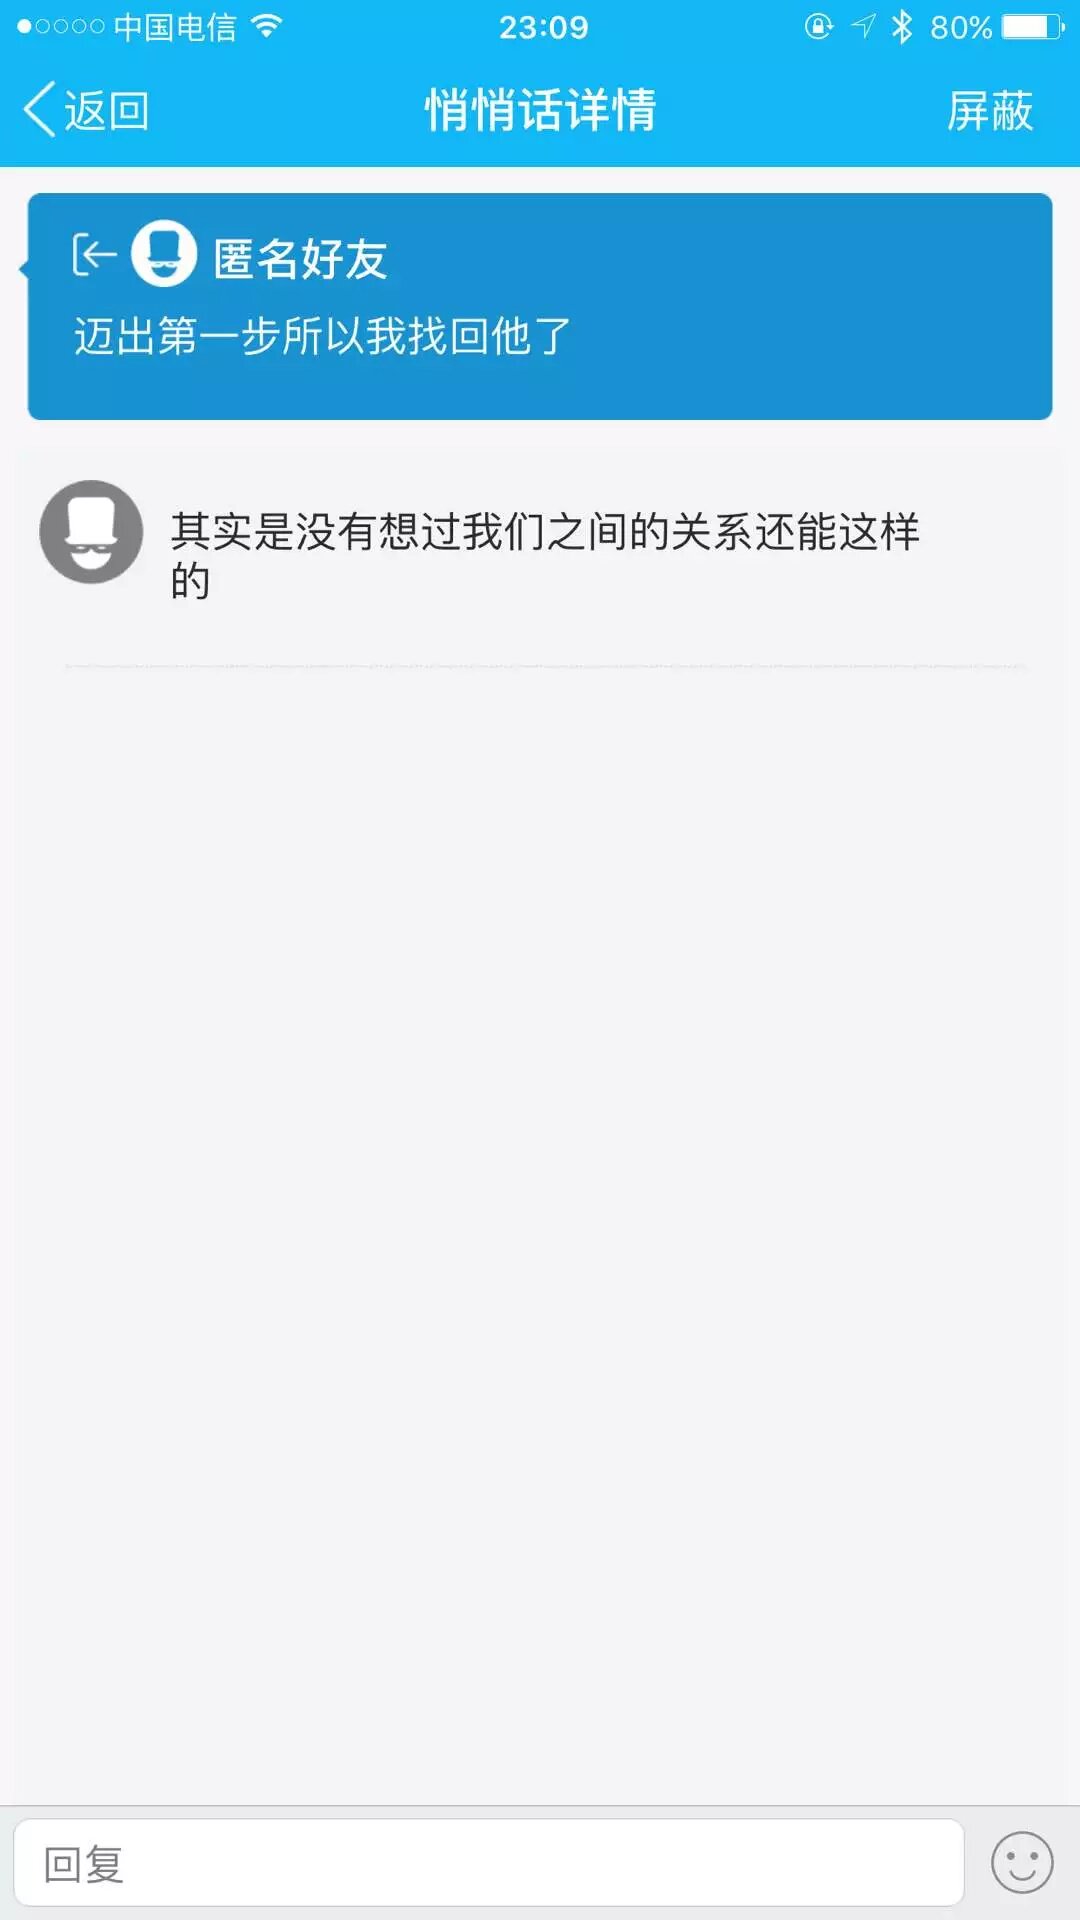 中国电信 23:09 80%
返回 悄悄话详情 屏蔽
匿名好友
迈出第一步所以我找回他了
其实是没有想过我们之间的关系还能这样
的
回复